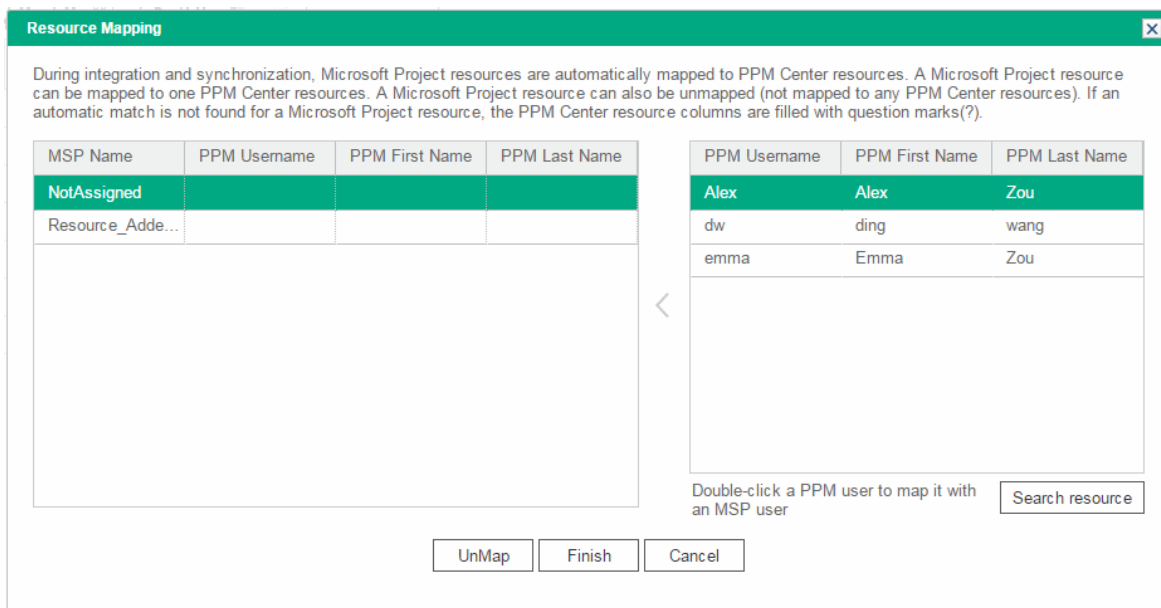 Resource Mapping
During integration and synchronization, Microsoft Project resources are automatically mapped to PPM Center resources. A Microsoft Project resource
can be mapped to one PPM Center resources. A Microsoft Project resource can also be unmapped (not mapped to any PPM Center resources). If an
automatic match is not found for a Microsoft Project resource, the PPM Center resource columns are filled with question marks(?).
MSP Name PPM Username PPM First Name PPM Last Name
NotAssigned
Resource_Adde...
PPM Username PPM First Name PPM Last Name
Alex Alex Zou
dw ding wang
emma Emma Zou
Double-click a PPM user to map it with
an MSP user
Search resource
UnMap Finish Cancel